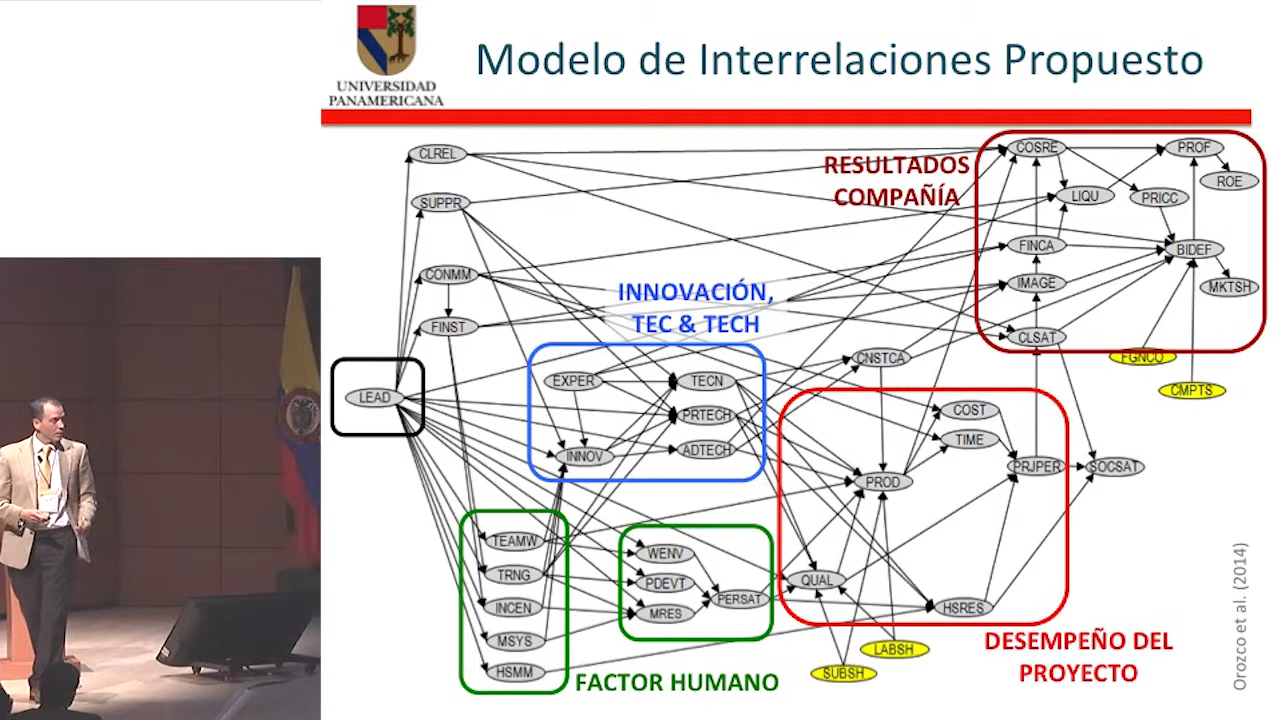 UNIVERSIDAD
PANAMERICANA
Modelo de Interrelaciones Propuesto
CLREL
SUPPR
CONMM
FINST
LEAD
RESULTADOS
COMPAÑÍA
COSRE
PROF
ROE
LIQU
PRICC
FINCA
BIDEF
IMAGE
MKTSH
CLSAT
FGNCO
CMPTS
INNOVACIÓN,
TEC & TECH
EXPER
TECN
PRTECH
ADTECH
INNOV
CNSTCA
COST
TIME
PRJPER
SOCSAT
PROD
QUAL
HSRES
LABSH
SUBSH
DESEMPEÑO DEL
PROYECTO
TEAMW
TRNG
INCEN
MSYS
HSMM
WENV
PDEVT
MRES
PERSAT
FACTOR HUMANO
Orozco et al. (2014)